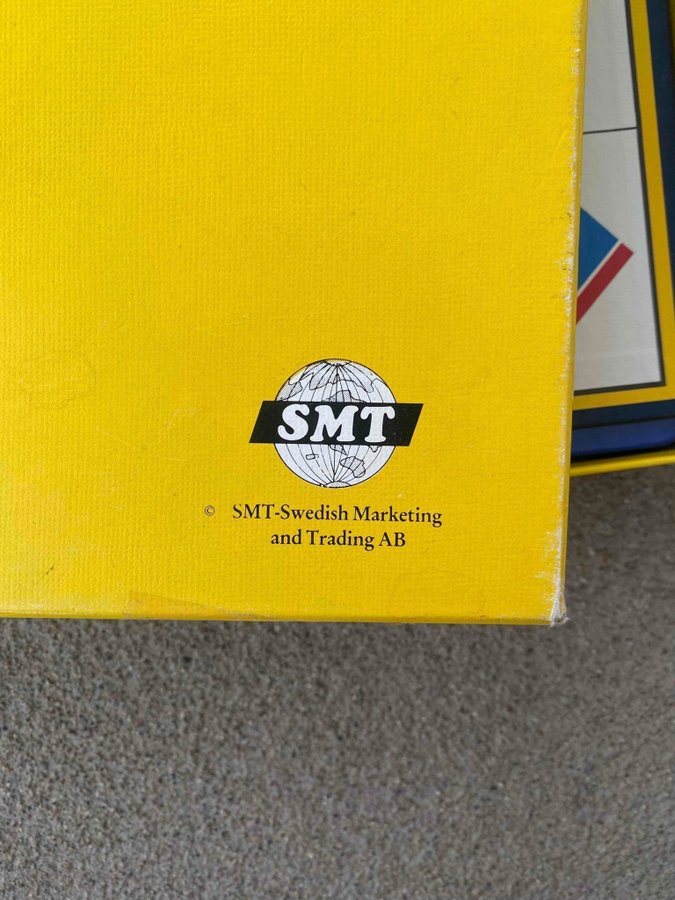 SMT
© SMT-Swedish Marketing
and Trading AB